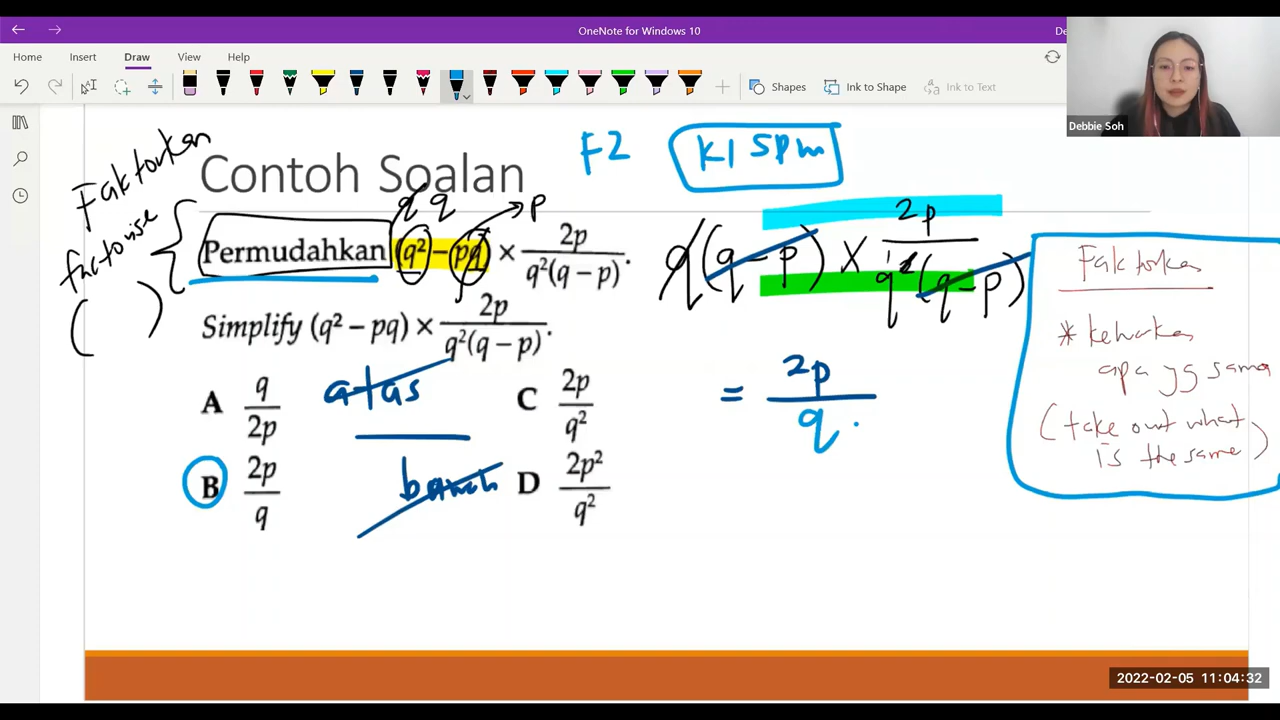 OneNote for Windows 10
De
Home Insert Draw View Help
Shapes Ink to Shape Ink to Text
Debbie Soh
Faktorkan
factorise
( )
F2 K1 SPM
Contoh Soalan
q q p
Permudahkan (q² − pq) × 2p / q²(q − p).
p
Simplify (q² − pq) × 2p / q²(q − p).
q(q − p) × 2p / q²(q − p)
1
= 2p / q.
A q / 2p
B 2p / q
C 2p / q²
D 2p² / q²
atas
bawah
Faktorkan
* keluarkan
apa yg sama
(take out what
is the same)
2022-02-05 11:04:32